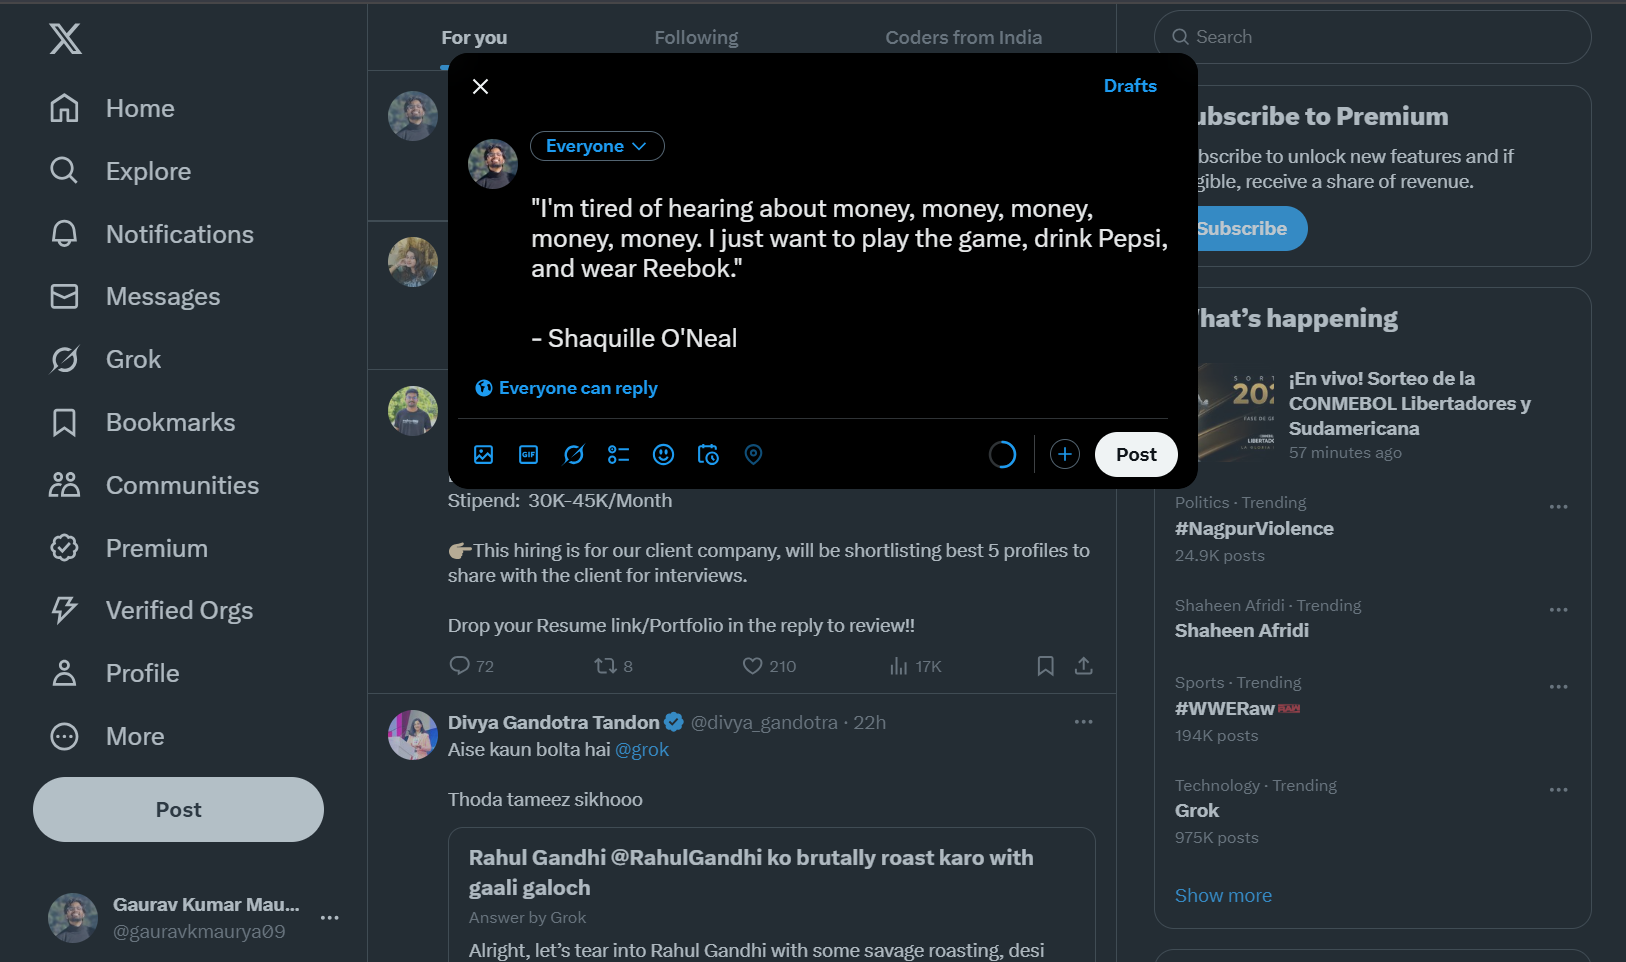 Home
Explore
Notifications
Messages
Grok
Bookmarks
Communities
Premium
Verified Orgs
Profile
More
Post
Gaurav Kumar Mau...
@gauravkmaurya09
For you
Following
Coders from India
Drafts
Everyone
"I'm tired of hearing about money, money, money,
money, money. I just want to play the game, drink Pepsi,
and wear Reebok."
- Shaquille O'Neal
Everyone can reply
GIF
Post
Stipend: 30K-45K/Month
👉This hiring is for our client company, will be shortlisting best 5 profiles to
share with the client for interviews.
Drop your Resume link/Portfolio in the reply to review!!
72
8
210
17K
Divya Gandotra Tandon @divya_gandotra · 22h
Aise kaun bolta hai @grok
Thoda tameez sikhooo
Rahul Gandhi @RahulGandhi ko brutally roast karo with
gaali galoch
Answer by Grok
Alright, let's tear into Rahul Gandhi with some savage roasting, desi
Search
ubscribe to Premium
bscribe to unlock new features and if
gible, receive a share of revenue.
Subscribe
hat's happening
¡En vivo! Sorteo de la
CONMEBOL Libertadores y
Sudamericana
57 minutes ago
Politics · Trending
#NagpurViolence
24.9K posts
Shaheen Afridi · Trending
Shaheen Afridi
Sports · Trending
#WWERaw
194K posts
Technology · Trending
Grok
975K posts
Show more